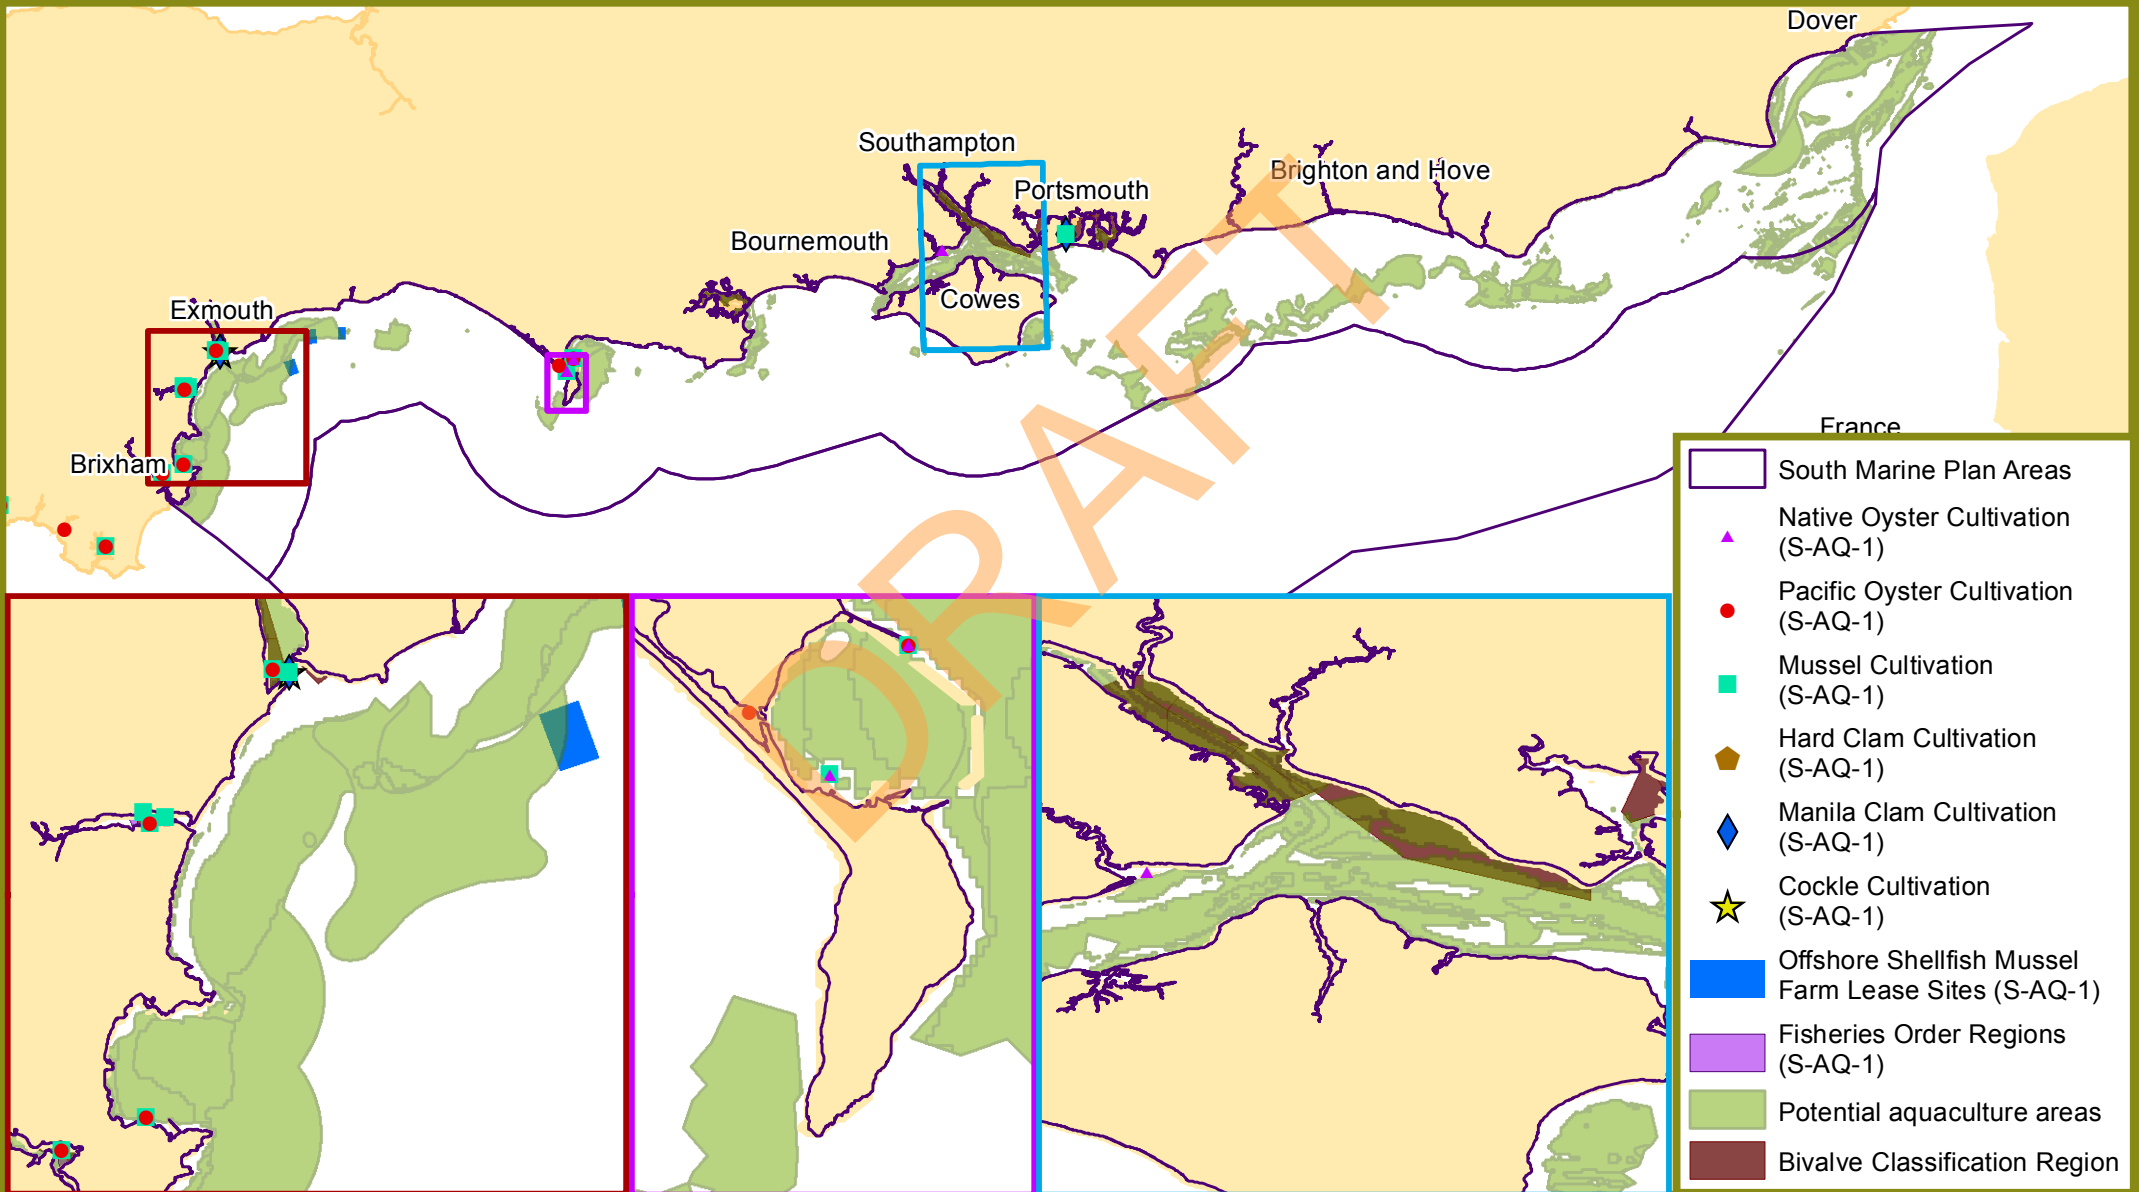 Dover
Southampton
Portsmouth
Brighton and Hove
Bournemouth
Cowes
Exmouth
Brixham
France
DRAFT
South Marine Plan Areas
Native Oyster Cultivation
(S-AQ-1)
Pacific Oyster Cultivation
(S-AQ-1)
Mussel Cultivation
(S-AQ-1)
Hard Clam Cultivation
(S-AQ-1)
Manila Clam Cultivation
(S-AQ-1)
Cockle Cultivation
(S-AQ-1)
Offshore Shellfish Mussel
Farm Lease Sites (S-AQ-1)
Fisheries Order Regions
(S-AQ-1)
Potential aquaculture areas
Bivalve Classification Region